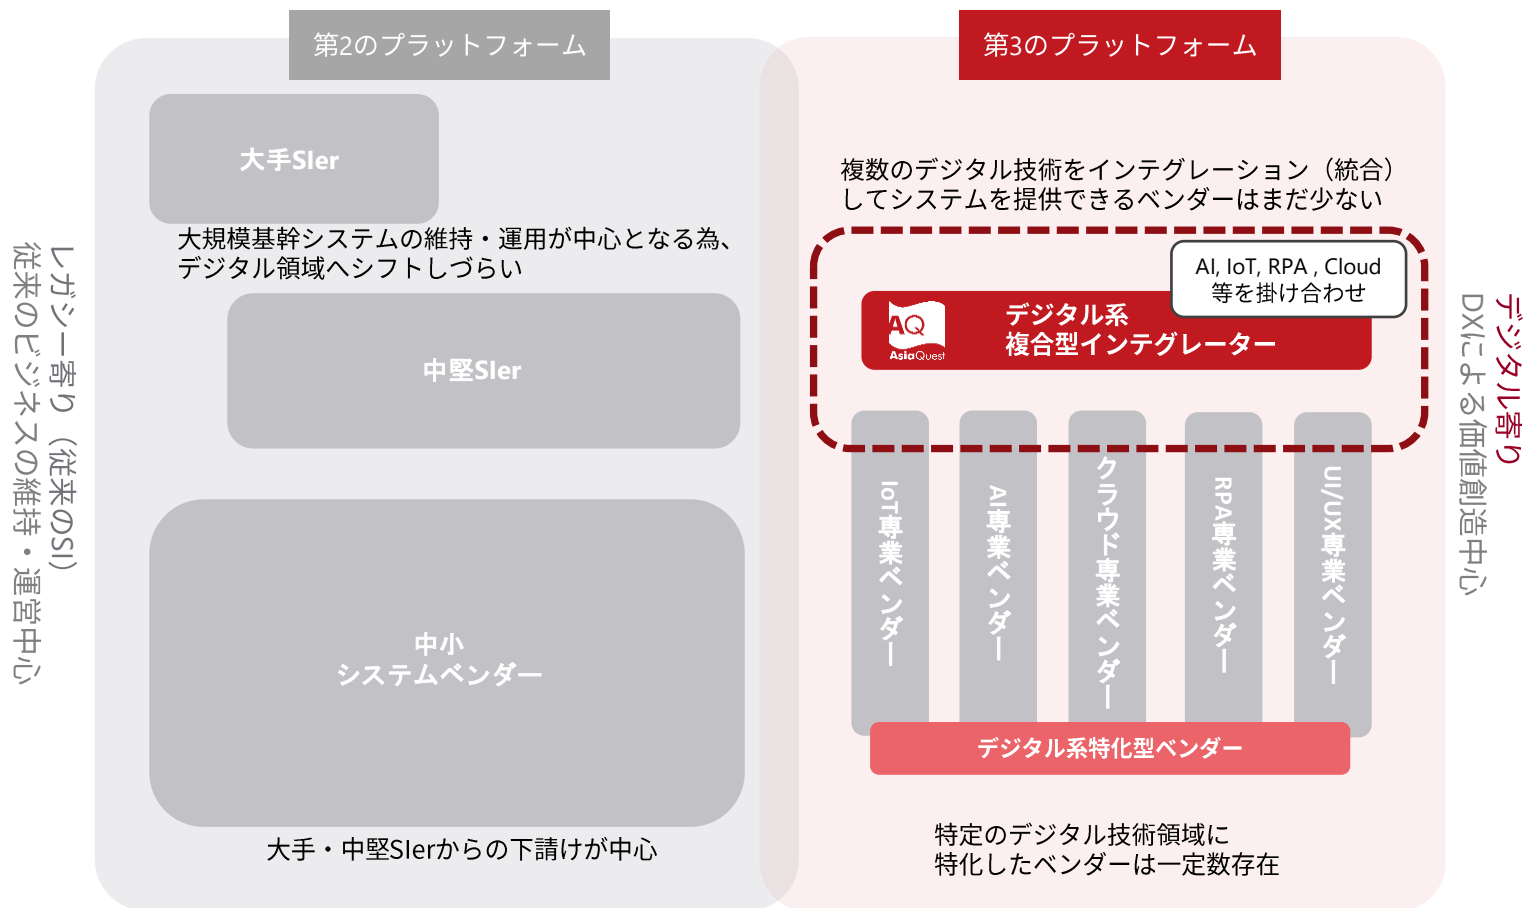 第2のプラットフォーム
大手SIer
大規模基幹システムの維持・運用が中心となる為、
デジタル領域へシフトしづらい
中堅SIer
中小
システムベンダー
大手・中堅SIerからの下請けが中心
レガシー寄り（従来のSI）
従来のビジネスの維持・運営中心
第3のプラットフォーム
複数のデジタル技術をインテグレーション（統合）
してシステムを提供できるベンダーはまだ少ない
AI, IoT, RPA , Cloud
等を掛け合わせ
AQ
AsiaQuest
デジタル系
複合型インテグレーター
IoT専業ベンダー
AI専業ベンダー
クラウド専業ベンダー
RPA専業ベンダー
UI/UX専業ベンダー
デジタル系特化型ベンダー
特定のデジタル技術領域に
特化したベンダーは一定数存在
デジタル寄り
DXによる価値創造中心